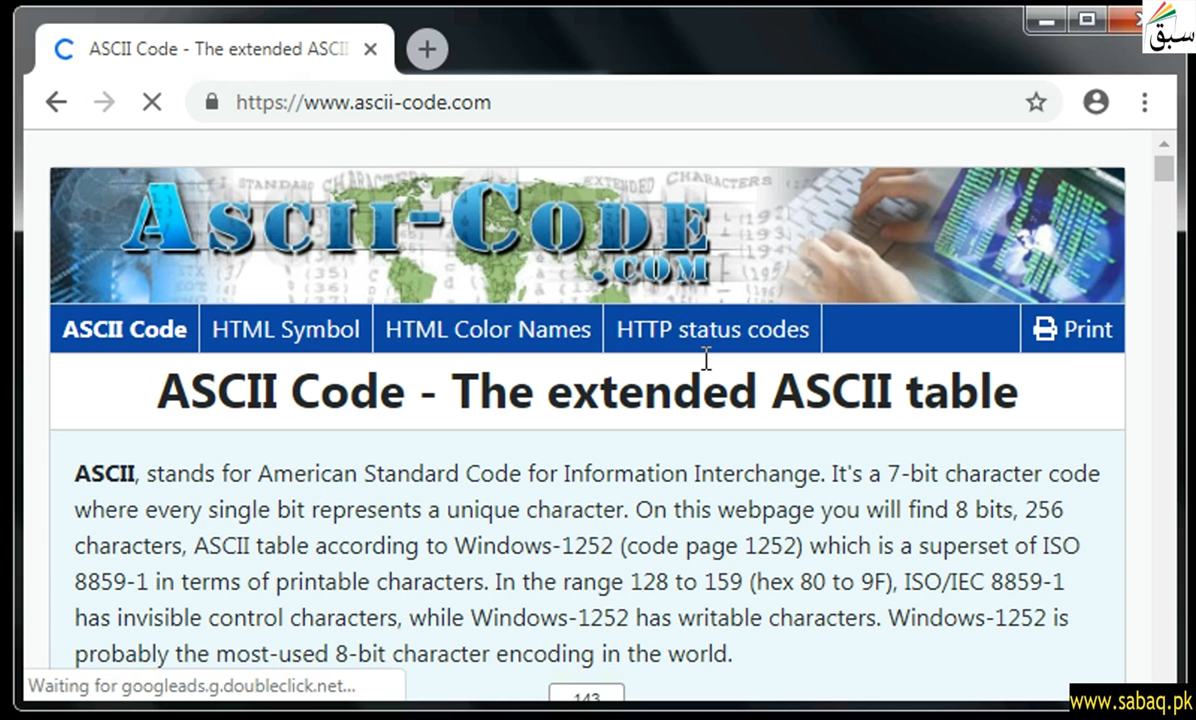 ASCII Code - The extended ASCII
سبق
https://www.ascii-code.com
STANDARD CHARACTERS
EXTENDED CHARACTERS
ASCII-CODE
.COM
ASCII Code
HTML Symbol
HTML Color Names
HTTP status codes
Print
ASCII Code - The extended ASCII table
ASCII, stands for American Standard Code for Information Interchange. It's a 7-bit character code
where every single bit represents a unique character. On this webpage you will find 8 bits, 256
characters, ASCII table according to Windows-1252 (code page 1252) which is a superset of ISO
8859-1 in terms of printable characters. In the range 128 to 159 (hex 80 to 9F), ISO/IEC 8859-1
has invisible control characters, while Windows-1252 has writable characters. Windows-1252 is
probably the most-used 8-bit character encoding in the world.
Waiting for googleads.g.doubleclick.net...
143
www.sabaq.pk